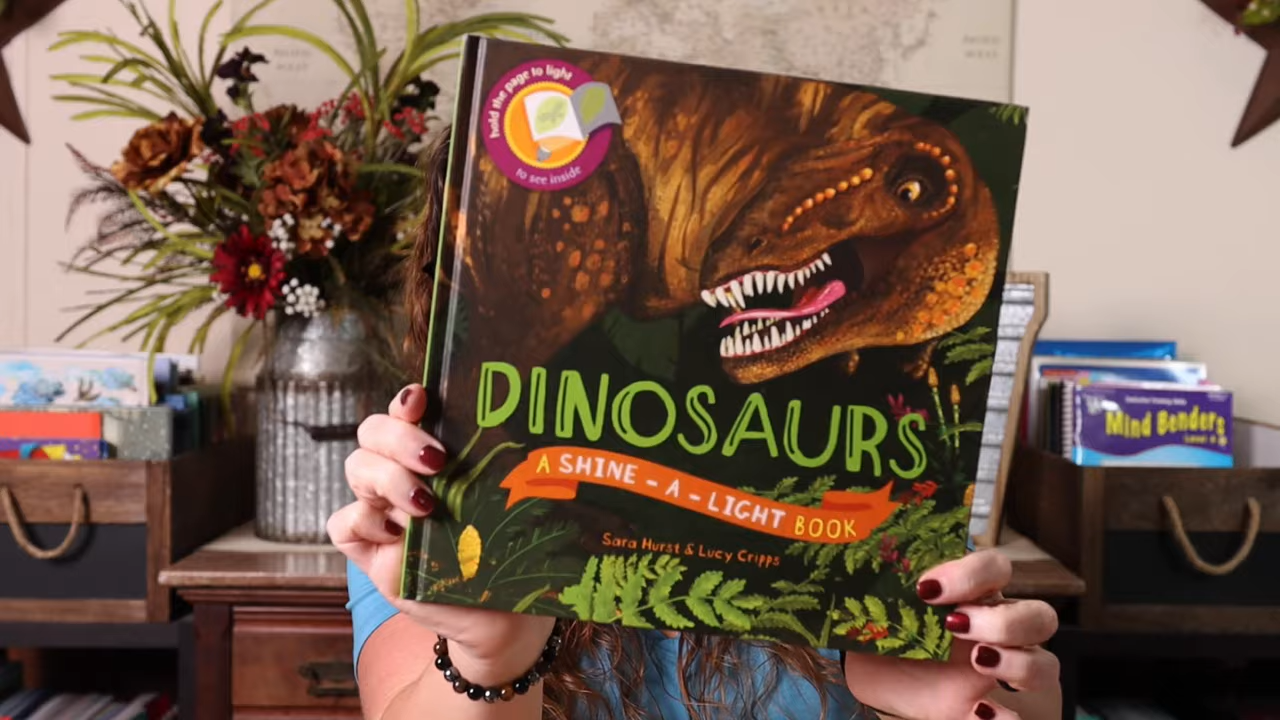 hold the page to light
to see inside
DINOSAURS
A SHINE-A-LIGHT BOOK
Sara Hurst & Lucy Cripps
Mind Benders